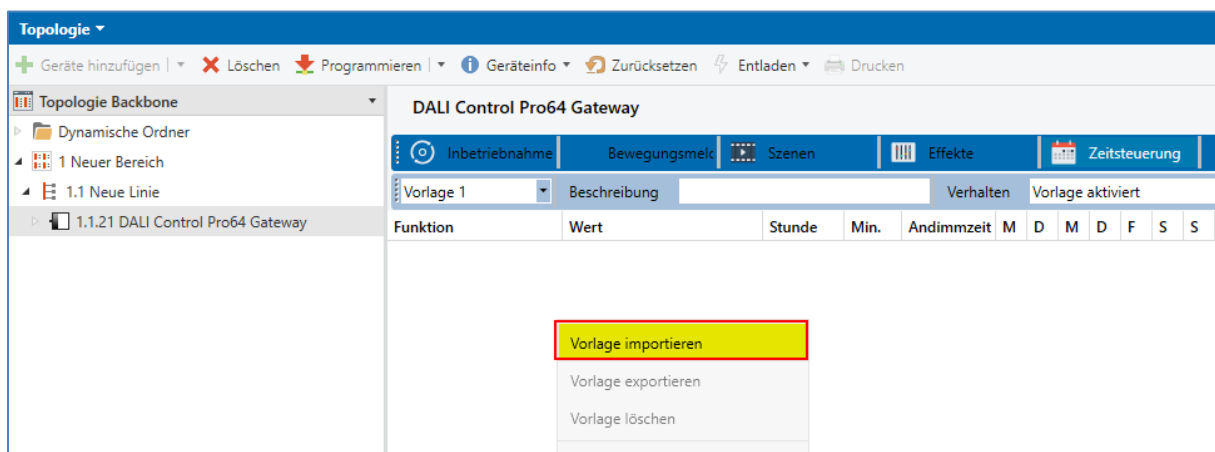 Topologie
Geräte hinzufügen Löschen Programmieren Geräteinfo Zurücksetzen Entladen Drucken
Topologie Backbone
Dynamische Ordner
1 Neuer Bereich
1.1 Neue Linie
1.1.21 DALI Control Pro64 Gateway
DALI Control Pro64 Gateway
Inbetriebnahme Bewegungsmelc Szenen Effekte Zeitsteuerung
Vorlage 1 Beschreibung Verhalten Vorlage aktiviert
Funktion Wert Stunde Min. Andimmzeit M D M D F S S
Vorlage importieren
Vorlage exportieren
Vorlage löschen